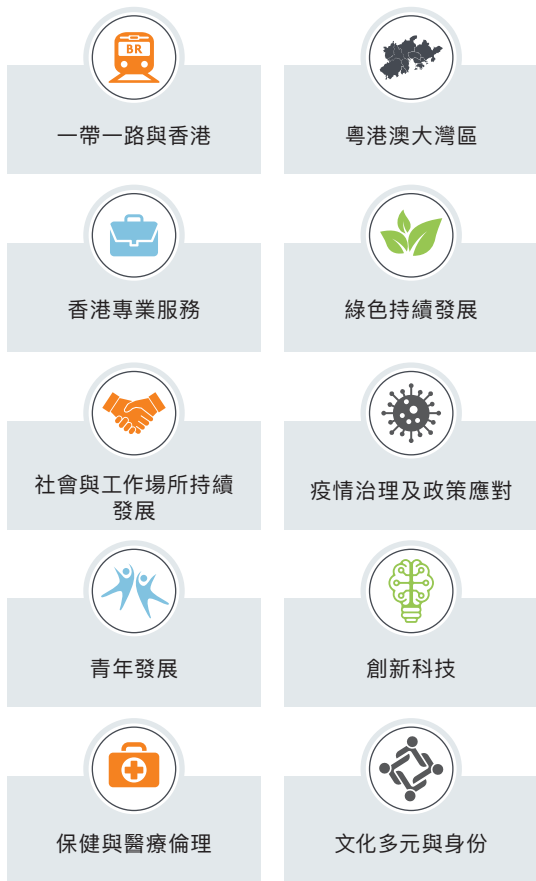 BR
一帶一路與香港
粵港澳大灣區
香港專業服務
綠色持續發展
社會與工作場所持續
發展
疫情治理及政策應對
青年發展
創新科技
保健與醫療倫理
文化多元與身份